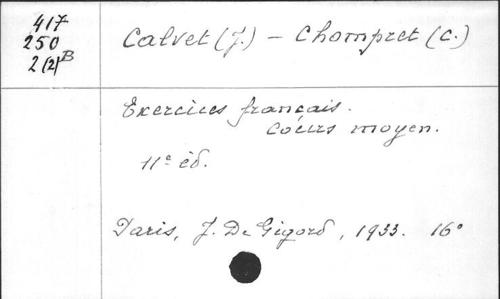 417
250
2(2)B
Calvet (J.) - Chompret (C.)
Exercices français.
Cours moyen.
11e éd.
Paris, J. De Gigord, 1933. 16°